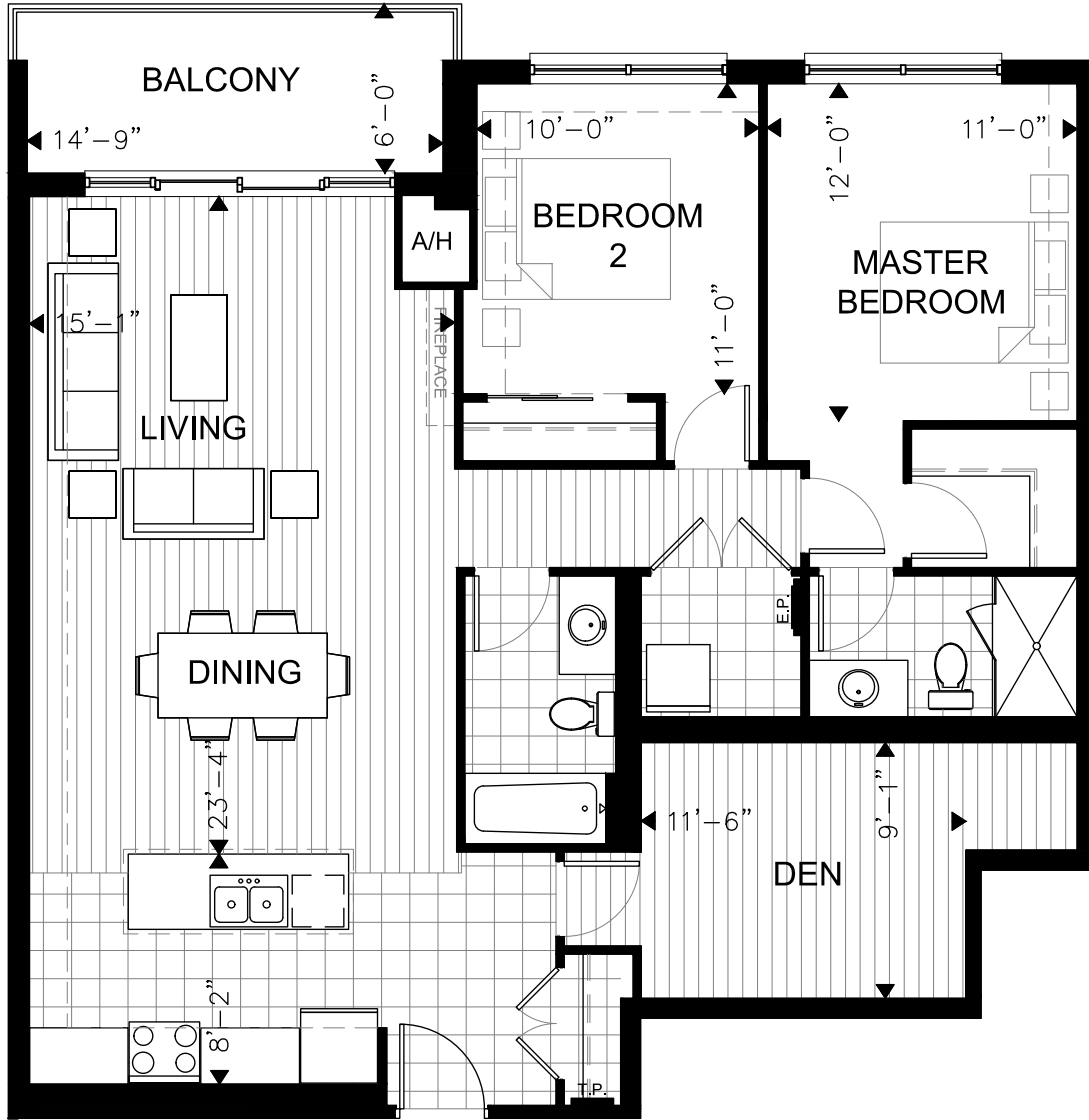 BALCONY
6'-0"
14'-9"
10'-0"
12'-0"
11'-0"
A/H
BEDROOM
2
MASTER
BEDROOM
15'-1"
FIREPLACE
11'-0"
LIVING
E.P.
DINING
23'-4"
11'-6"
9'-1"
DEN
8'-2"
T.P.